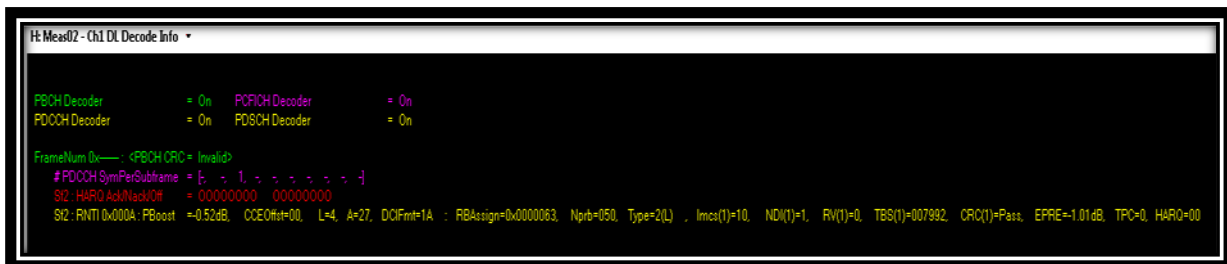 H: Meas02 - Ch1 DL Decode Info
PBCH Decoder = On PCFICH Decoder = On
PDCCH Decoder = On PDSCH Decoder = On
FrameNum 0x---- : <PBCH CRC = Invalid>
# PDCCH SymPerSubframe = [-, -, 1, -, -, -, -, -, -, -]
Sf2 : HARQ Ack/Nack/Off = OOOOOOOO OOOOOOOO
Sf2 : RNTI 0x000A : PBoost =-0.52dB, CCEOffst=00, L=4, A=27, DCIFmt=1A : RBAssign=0x0000063, Nprb=050, Type=2(L) , Imcs(1)=10, NDI(1)=1, RV(1)=0, TBS(1)=007992, CRC(1)=Pass, EPRE=-1.01dB, TPC=0, HARQ=00